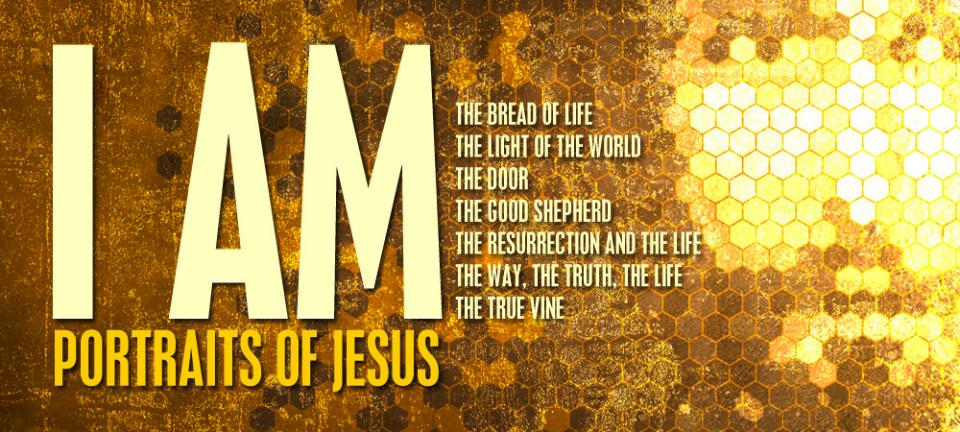 I AM
THE BREAD OF LIFE
THE LIGHT OF THE WORLD
THE DOOR
THE GOOD SHEPHERD
THE RESURRECTION AND THE LIFE
THE WAY, THE TRUTH, THE LIFE
THE TRUE VINE
PORTRAITS OF JESUS